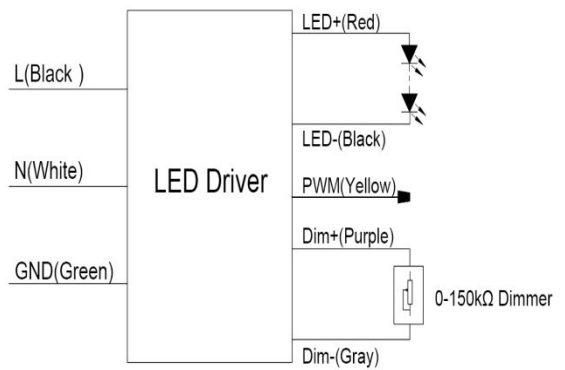 LED+(Red)
L(Black )
LED-(Black)
N(White)
LED Driver
PWM(Yellow)
Dim+(Purple)
GND(Green)
0-150kΩ Dimmer
Dim-(Gray)